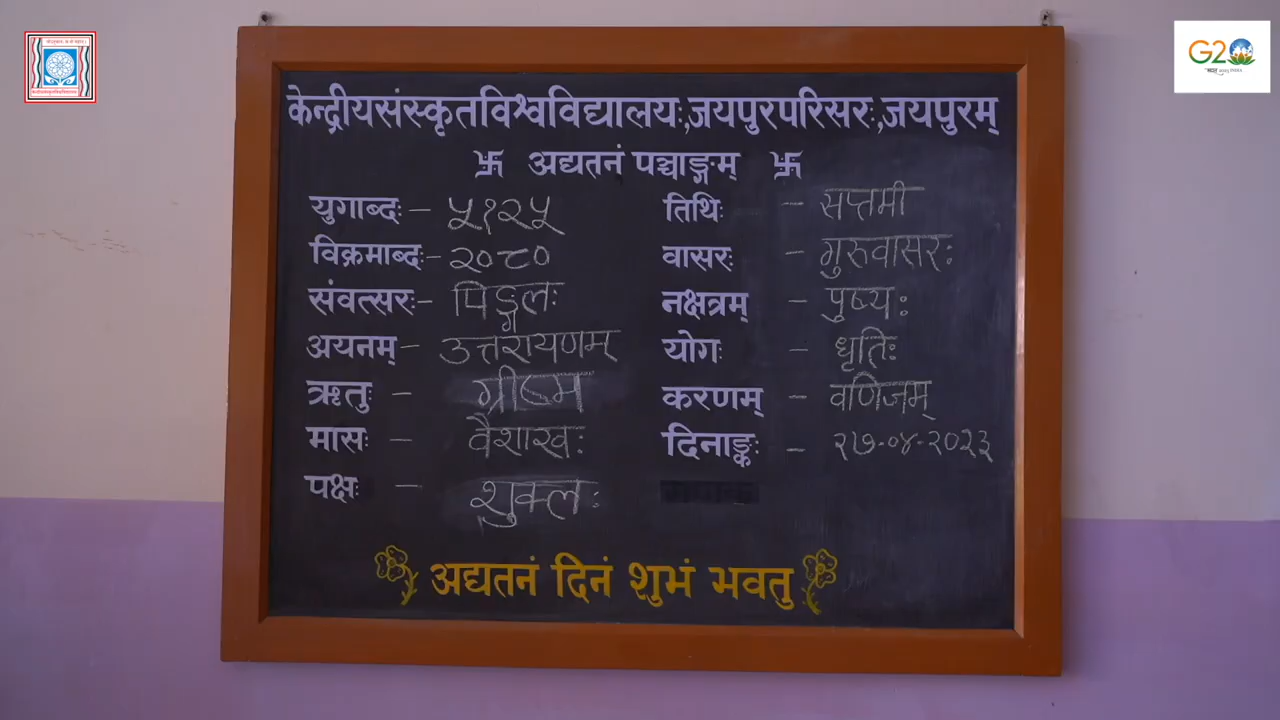 केन्द्रीयसंस्कृतविश्वविद्यालयः,जयपुरपरिसरः,जयपुरम्
卐 अद्यतनं पञ्चाङ्गम् 卐
युगाब्दः – ५१२५
विक्रमाब्दः – २०८०
संवत्सरः – पिङ्गलः
अयनम् – उत्तरायणम्
ऋतुः – ग्रीष्म
मासः – वैशाखः
पक्षः – शुक्लः
तिथिः – सप्तमी
वासरः – गुरुवासरः
नक्षत्रम् – पुष्यः
योगः – धृतिः
करणम् – वणिजम्
दिनाङ्कः – २७-०४-२०२३
अद्यतनं दिनं शुभं भवतु
G20